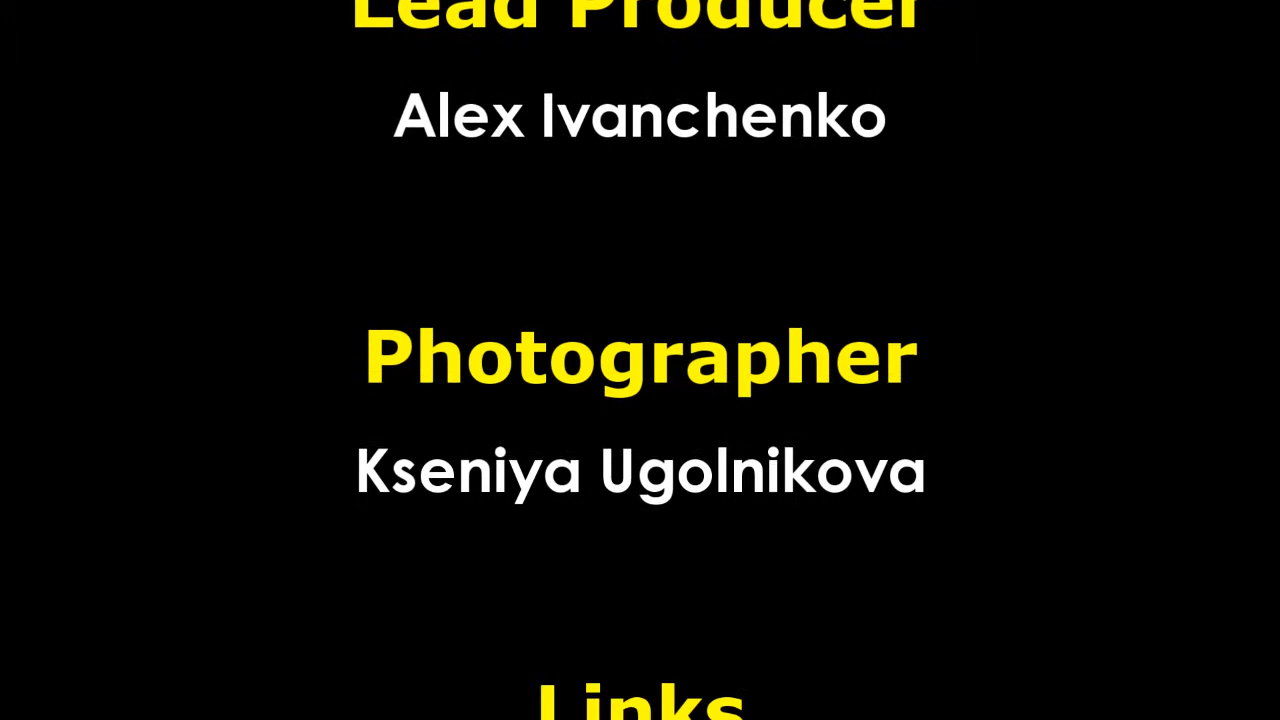 Lead Producer
Alex Ivanchenko
Photographer
Kseniya Ugolnikova
Links